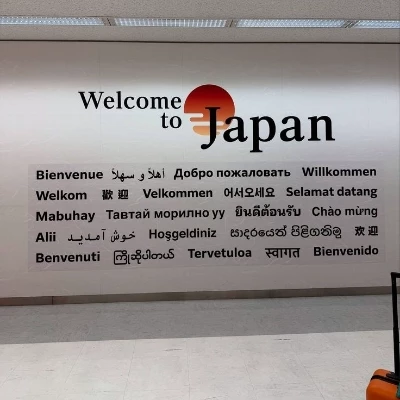 Welcome
to Japan
Bienvenue أهلاً و سهلاً Добро пожаловать Willkommen
Welkom 歡迎 Velkommen 어서오세요 Selamat datang
Mabuhay Тавтай морилно уу ยินดีต้อนรับ Chào mừng
Alii خوش آمدید Hoşgeldiniz සාදරයෙන් පිළිගනිමු 欢迎
Benvenuti ကြိုဆိုပါတယ် Tervetuloa स्वागत Bienvenido